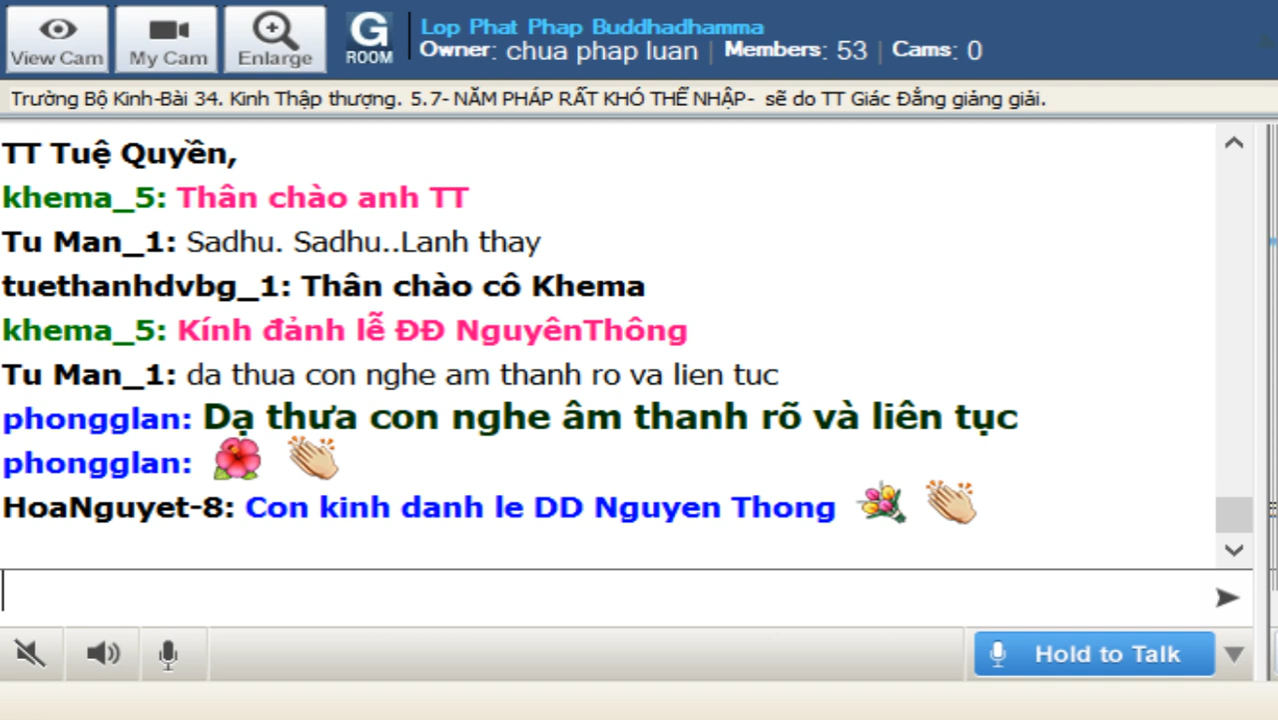 View Cam
My Cam
Enlarge
G
ROOM
Lop Phat Phap Buddhadhamma
Owner: chua phap luan | Members: 53 | Cams: 0
Trường Bộ Kinh-Bài 34. Kinh Thập thượng. 5.7- NĂM PHÁP RẤT KHÓ THỂ NHẬP- sẽ do TT Giác Đẳng giảng giải.
TT Tuệ Quyền,
khema_5: Thân chào anh TT
Tu Man_1: Sadhu. Sadhu..Lanh thay
tuethanhdvbg_1: Thân chào cô Khema
khema_5: Kính đảnh lễ ĐĐ NguyênThông
Tu Man_1: da thua con nghe am thanh ro va lien tuc
phongglan: Dạ thưa con nghe âm thanh rõ và liên tục
phongglan:
HoaNguyet-8: Con kinh danh le DD Nguyen Thong
Hold to Talk